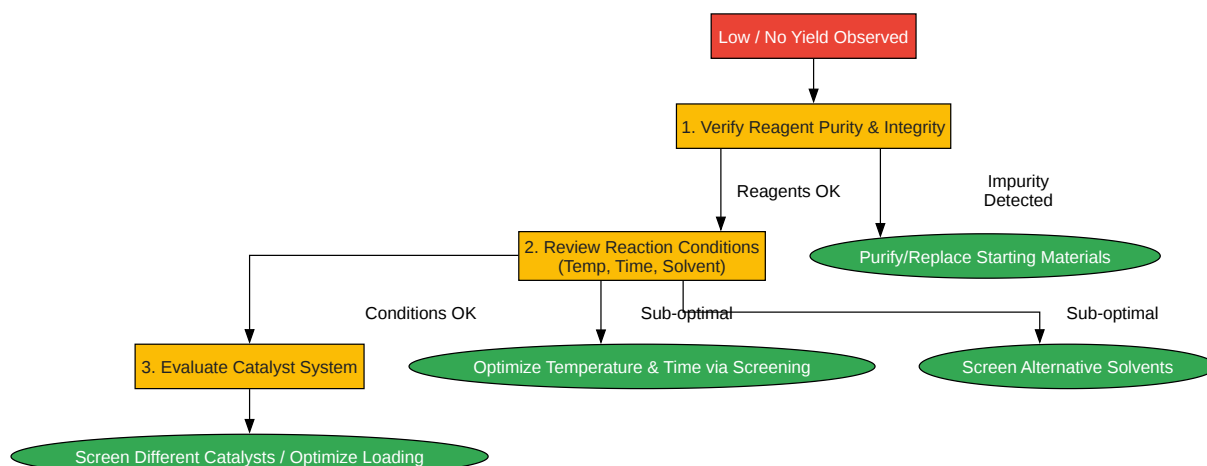 Low / No Yield Observed
1. Verify Reagent Purity & Integrity
Reagents OK
Impurity
Detected
2. Review Reaction Conditions
(Temp, Time, Solvent)
Purify/Replace Starting Materials
Conditions OK
Sub-optimal
Sub-optimal
3. Evaluate Catalyst System
Optimize Temperature & Time via Screening
Screen Alternative Solvents
Screen Different Catalysts / Optimize Loading